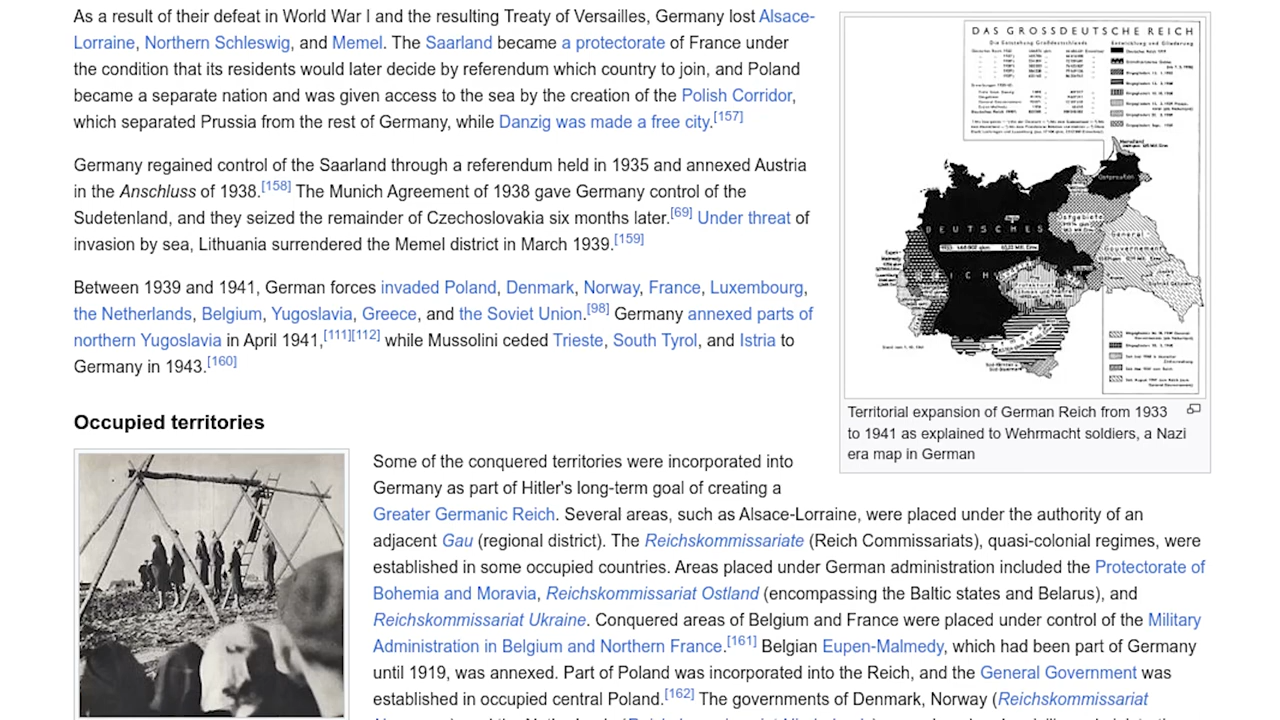 As a result of their defeat in World War I and the resulting Treaty of Versailles, Germany lost Alsace-
Lorraine, Northern Schleswig, and Memel. The Saarland became a protectorate of France under
the condition that its residents would later decide by referendum which country to join, and Poland
became a separate nation and was given access to the sea by the creation of the Polish Corridor,
which separated Prussia from the rest of Germany, while Danzig was made a free city.[157]
Germany regained control of the Saarland through a referendum held in 1935 and annexed Austria
in the Anschluss of 1938.[158] The Munich Agreement of 1938 gave Germany control of the
Sudetenland, and they seized the remainder of Czechoslovakia six months later.[69] Under threat of
invasion by sea, Lithuania surrendered the Memel district in March 1939.[159]
Between 1939 and 1941, German forces invaded Poland, Denmark, Norway, France, Luxembourg,
the Netherlands, Belgium, Yugoslavia, Greece, and the Soviet Union.[98] Germany annexed parts of
northern Yugoslavia in April 1941,[111][112] while Mussolini ceded Trieste, South Tyrol, and Istria to
Germany in 1943.[160]
DAS GROSSDEUTSCHE REICH
Die Entstehung Großdeutschlands
Entwicklung und Gliederung
Ostpreußen
Ostgebiete
DEUTSCHES
General
Gouvernement
REICH
Territorial expansion of German Reich from 1933
to 1941 as explained to Wehrmacht soldiers, a Nazi
era map in German
Occupied territories
Some of the conquered territories were incorporated into
Germany as part of Hitler's long-term goal of creating a
Greater Germanic Reich. Several areas, such as Alsace-Lorraine, were placed under the authority of an
adjacent Gau (regional district). The Reichskommissariate (Reich Commissariats), quasi-colonial regimes, were
established in some occupied countries. Areas placed under German administration included the Protectorate of
Bohemia and Moravia, Reichskommissariat Ostland (encompassing the Baltic states and Belarus), and
Reichskommissariat Ukraine. Conquered areas of Belgium and France were placed under control of the Military
Administration in Belgium and Northern France.[161] Belgian Eupen-Malmedy, which had been part of Germany
until 1919, was annexed. Part of Poland was incorporated into the Reich, and the General Government was
established in occupied central Poland.[162] The governments of Denmark, Norway (Reichskommissariat